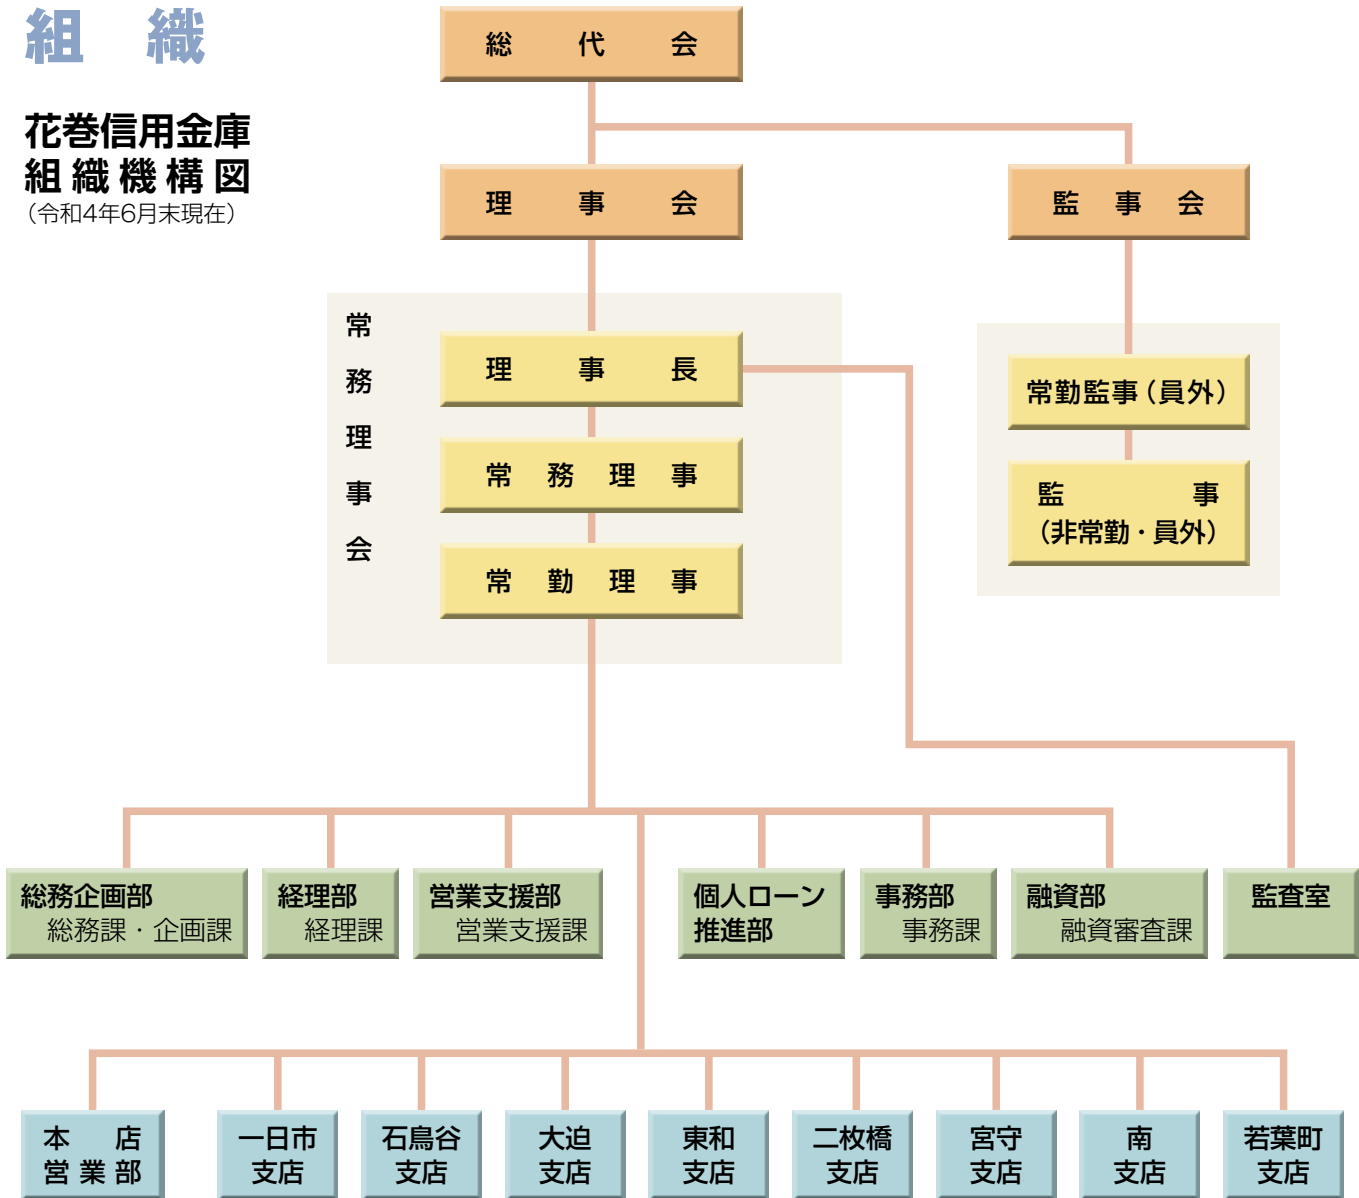 組織
花巻信用金庫
組織機構図
（令和4年6月末現在）
総代会
理事会
監事会
常務理事会
理事長
常務理事
常勤理事
常勤監事（員外）
監事
（非常勤・員外）
総務企画部
総務課・企画課
経理部
経理課
営業支援部
営業支援課
個人ローン
推進部
事務部
事務課
融資部
融資審査課
監査室
本店
営業部
一日市
支店
石鳥谷
支店
大迫
支店
東和
支店
二枚橋
支店
宮守
支店
南
支店
若葉町
支店